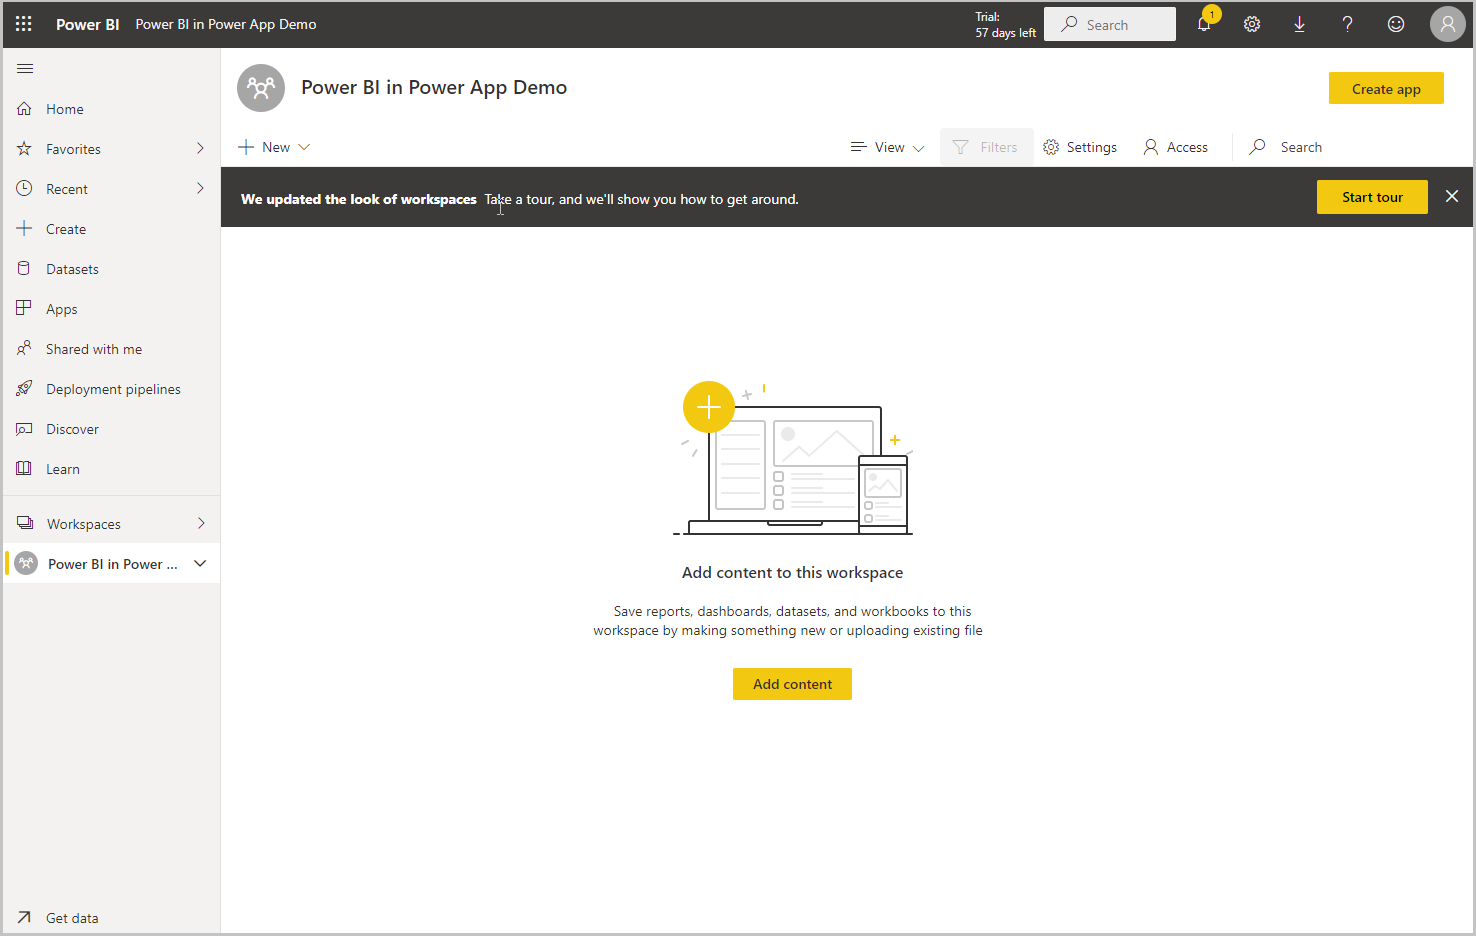 Power BI Power BI in Power App Demo
Trial:
57 days left
Search
1
Home
Favorites
Recent
Create
Datasets
Apps
Shared with me
Deployment pipelines
Discover
Learn
Workspaces
Power BI in Power ...
Get data
Power BI in Power App Demo
Create app
New
View
Filters
Settings
Access
Search
We updated the look of workspaces Take a tour, and we'll show you how to get around.
Start tour
Add content to this workspace
Save reports, dashboards, datasets, and workbooks to this
workspace by making something new or uploading existing file
Add content